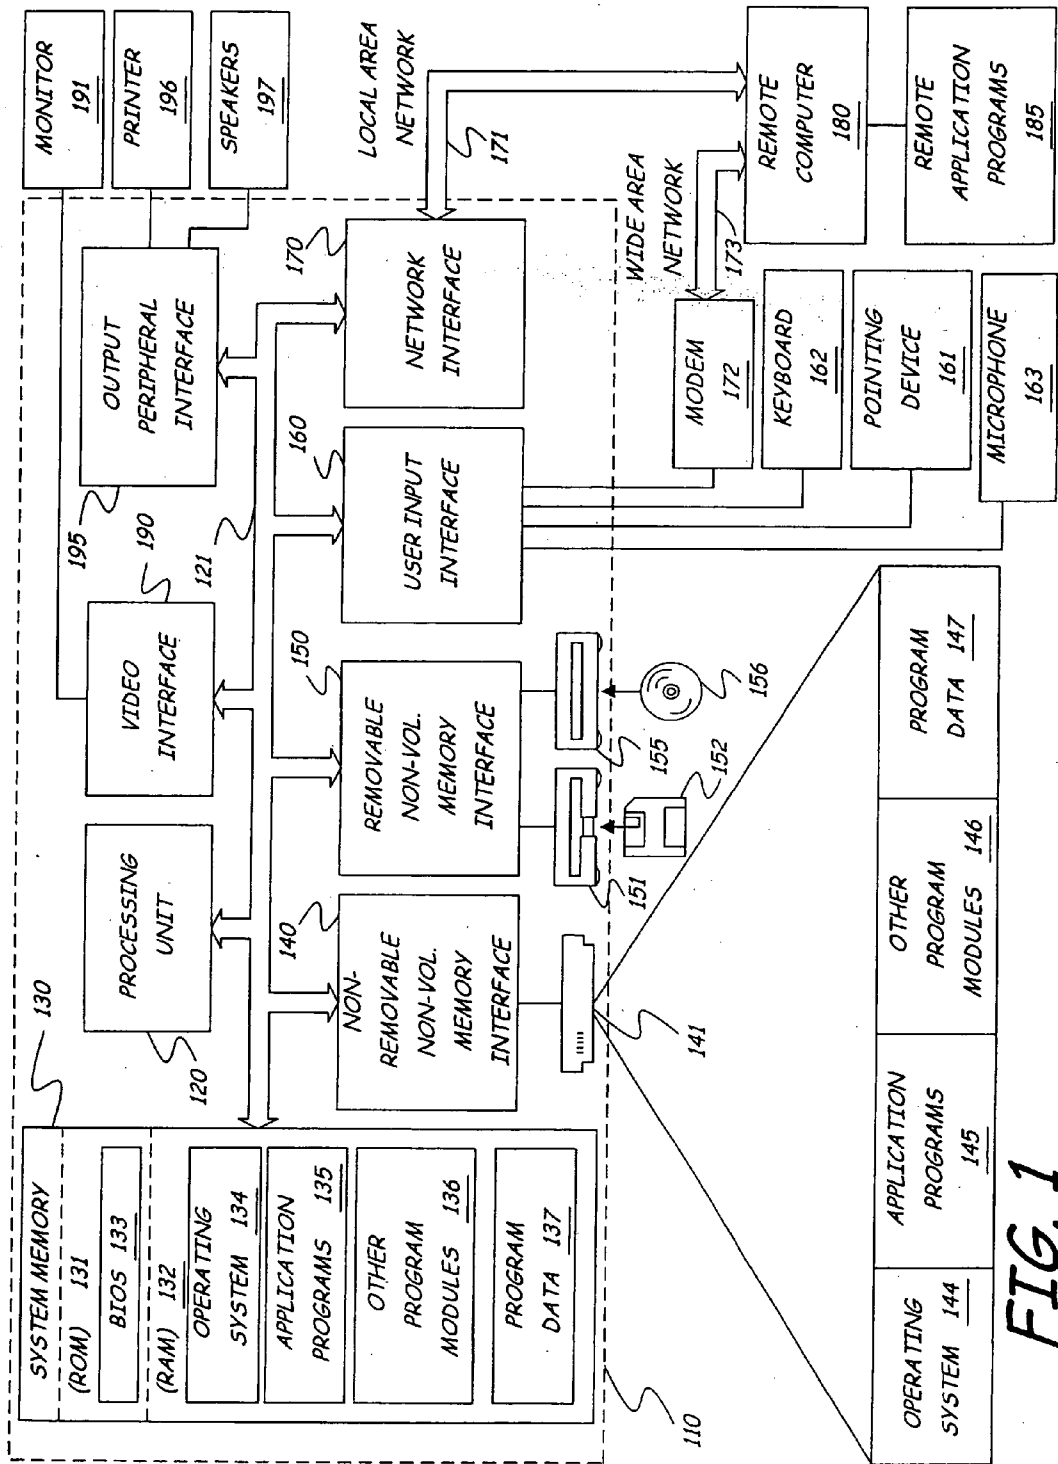 SYSTEM MEMORY
(ROM) 131
BIOS 133
(RAM) 132
OPERATING
SYSTEM 134
APPLICATION
PROGRAMS 135
OTHER
PROGRAM
MODULES 136
PROGRAM
DATA 137
130
PROCESSING
UNIT
120
VIDEO
INTERFACE
190
OUTPUT
PERIPHERAL
INTERFACE
195
121
MONITOR
191
PRINTER
196
SPEAKERS
197
NON-
REMOVABLE
NON-VOL.
MEMORY
INTERFACE
140
REMOVABLE
NON-VOL.
MEMORY
INTERFACE
150
USER INPUT
INTERFACE
160
NETWORK
INTERFACE
170
LOCAL AREA
NETWORK
171
WIDE AREA
NETWORK
173
110
141
151
152
155
156
MODEM
172
KEYBOARD
162
POINTING
DEVICE
161
MICROPHONE
163
REMOTE
COMPUTER
180
REMOTE
APPLICATION
PROGRAMS
185
OPERATING
SYSTEM 144
APPLICATION
PROGRAMS
145
OTHER
PROGRAM
MODULES 146
PROGRAM
DATA 147
FIG. 1